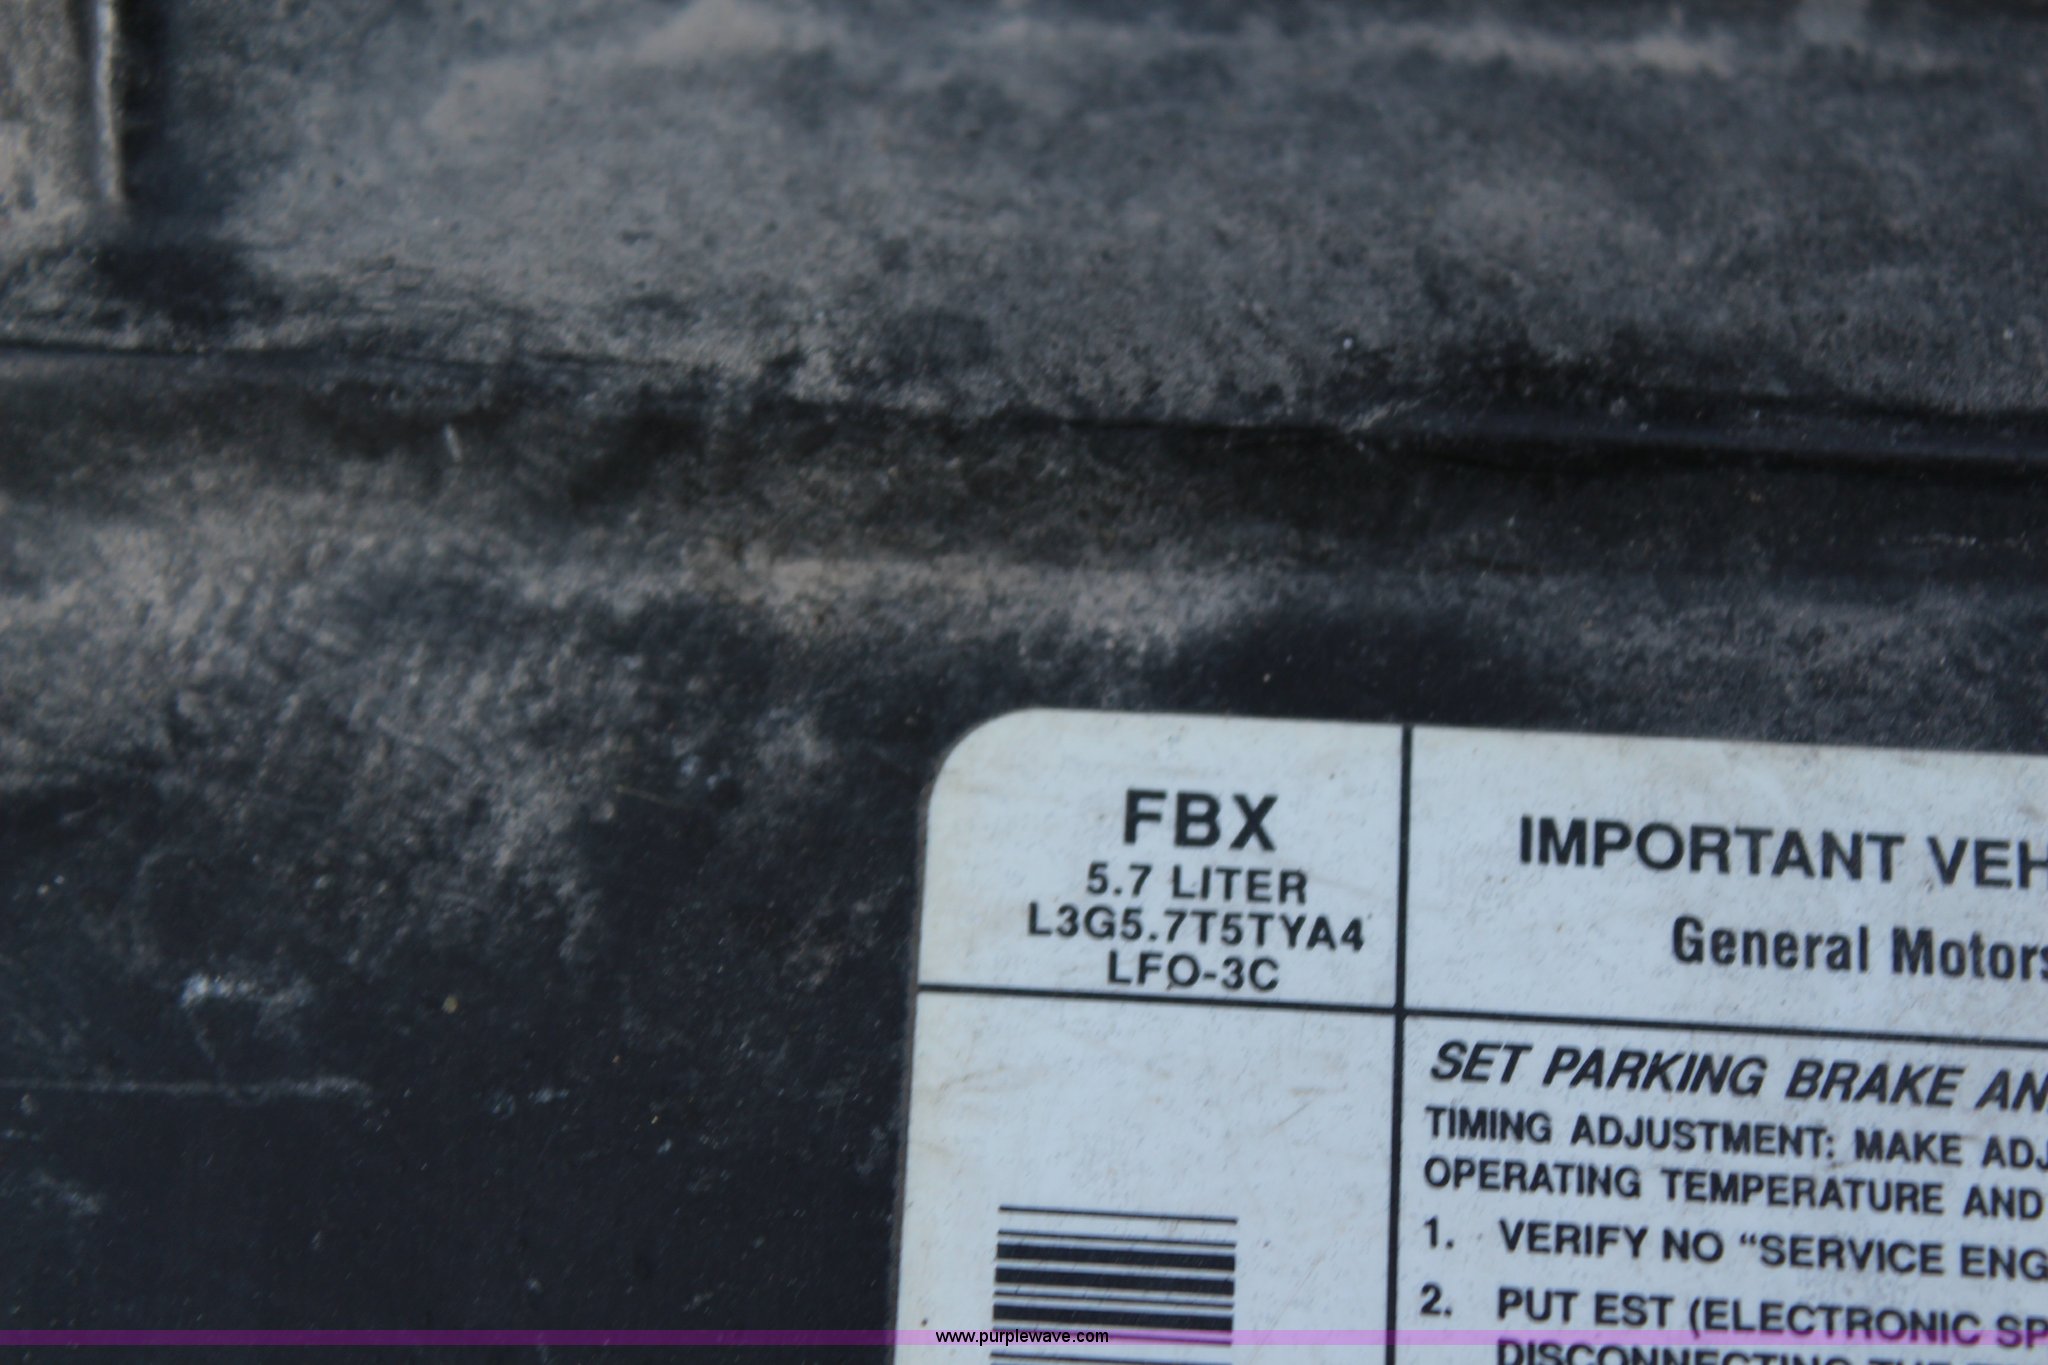 FBX
5.7 LITER
L3G5.7T5TYA4
LFO-3C
IMPORTANT VEH
General Motors
SET PARKING BRAKE AN
TIMING ADJUSTMENT: MAKE ADJ
OPERATING TEMPERATURE AND
1. VERIFY NO “SERVICE ENG
2. PUT EST (ELECTRONIC SP
DISCONNECTING
www.purplewave.com